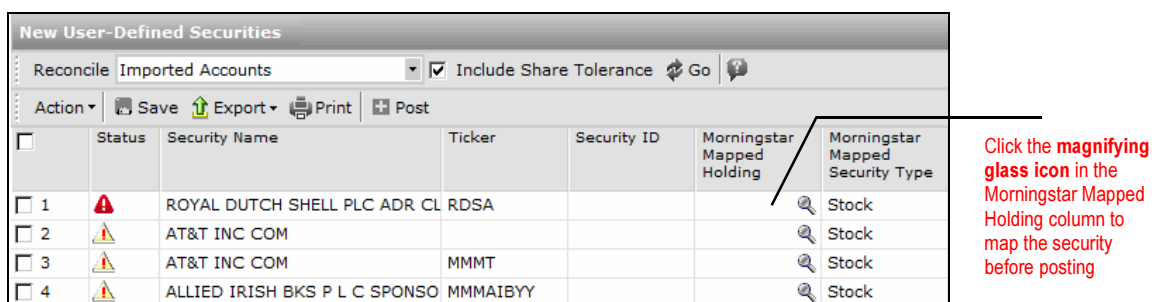 New User-Defined Securities
Reconcile Imported Accounts Include Share Tolerance Go
Action Save Export Print Post
Status Security Name Ticker Security ID Morningstar Mapped Holding Morningstar Mapped Security Type
1 ROYAL DUTCH SHELL PLC ADR CL RDSA Stock
2 AT&T INC COM Stock
3 AT&T INC COM MMMT Stock
4 ALLIED IRISH BKS P L C SPONSO MMMAIBYY Stock
Click the magnifying
glass icon in the
Morningstar Mapped
Holding column to
map the security
before posting